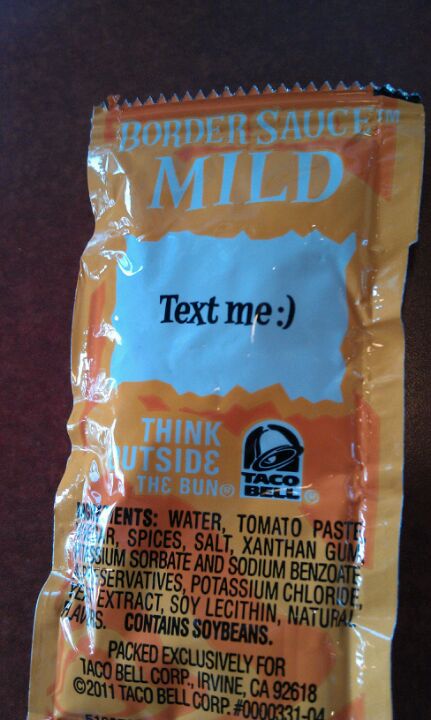 BORDER SAUCE™
MILD
Text me :)
THINK
OUTSIDE
THE BUN®
TACO
BELL®
INGREDIENTS: WATER, TOMATO PASTE,
SPICES, SALT, XANTHAN GUM,
POTASSIUM SORBATE AND SODIUM BENZOATE
PRESERVATIVES, POTASSIUM CHLORIDE,
EXTRACT, SOY LECITHIN, NATURAL
FLAVORS. CONTAINS SOYBEANS.
PACKED EXCLUSIVELY FOR
TACO BELL CORP., IRVINE, CA 92618
©2011 TACO BELL CORP. #0000331-04